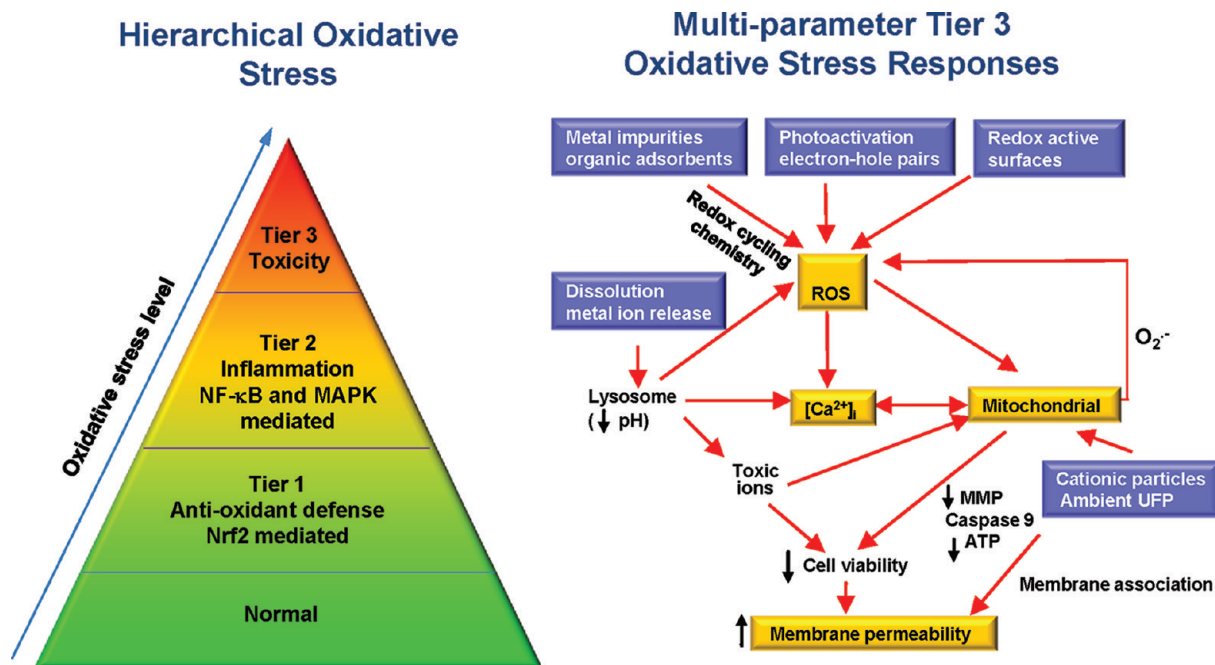 Hierarchical Oxidative
Stress
Oxidative stress level
Tier 3
Toxicity
Tier 2
Inflammation
NF-κB and MAPK
mediated
Tier 1
Anti-oxidant defense
Nrf2 mediated
Normal
Multi-parameter Tier 3
Oxidative Stress Responses
Metal impurities
organic adsorbents
Photoactivation
electron-hole pairs
Redox active
surfaces
Redox cycling
chemistry
ROS
Dissolution
metal ion release
O₂·-
Lysosome
(↓ pH)
[Ca²⁺]ᵢ
Mitochondrial
Toxic
ions
Cationic particles
Ambient UFP
↓ MMP
Caspase 9
↓ ATP
↓ Cell viability
Membrane association
↑ Membrane permeability